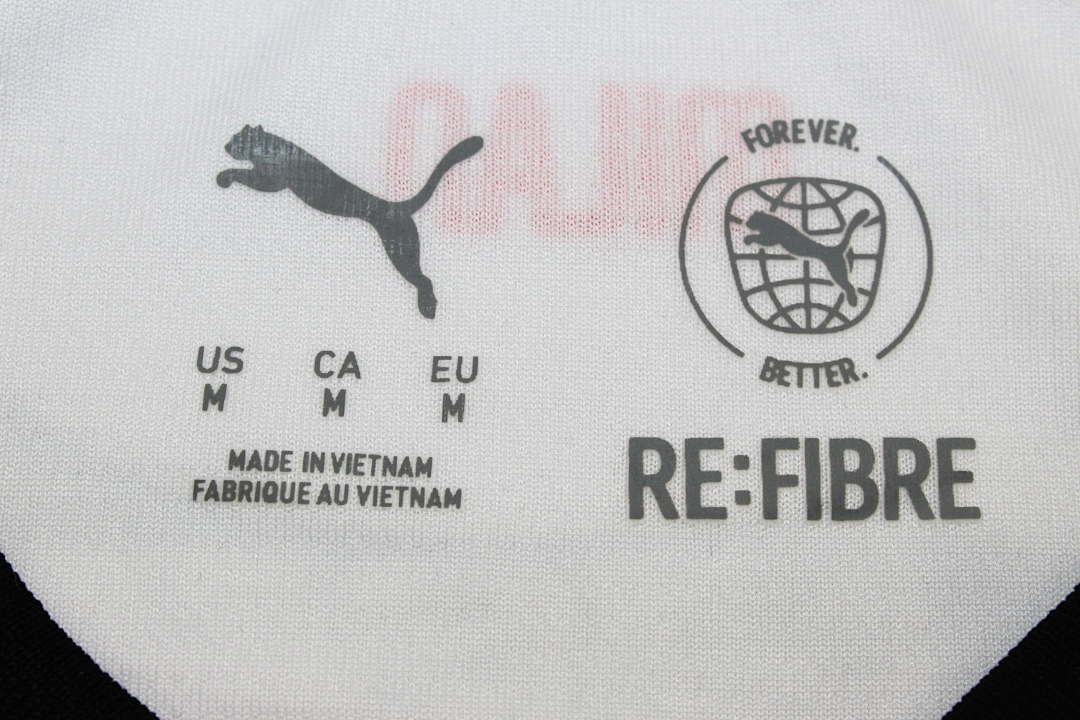 FOREVER.
BETTER.
US CA EU
M M M
MADE IN VIETNAM
FABRIQUE AU VIETNAM
RE:FIBRE